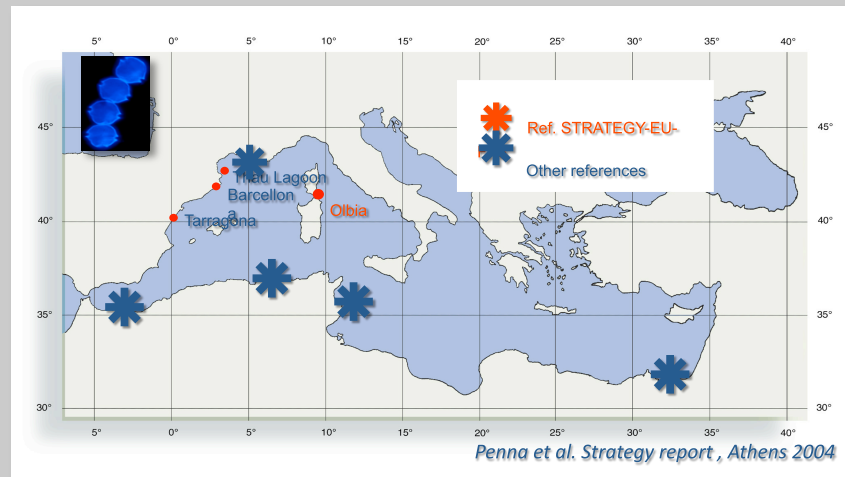 5° 0° 5° 10° 15° 20° 25° 30° 35° 40°
45° 45°
Ref. STRATEGY-EU-
Other references
Thau Lagoon
Barcellon
a
Tarragona
Olbia
40° 40°
35° 35°
30° 30°
5° 0° 5° 10° 15° 20° 25° 30° 35° 40°
Penna et al. Strategy report , Athens 2004